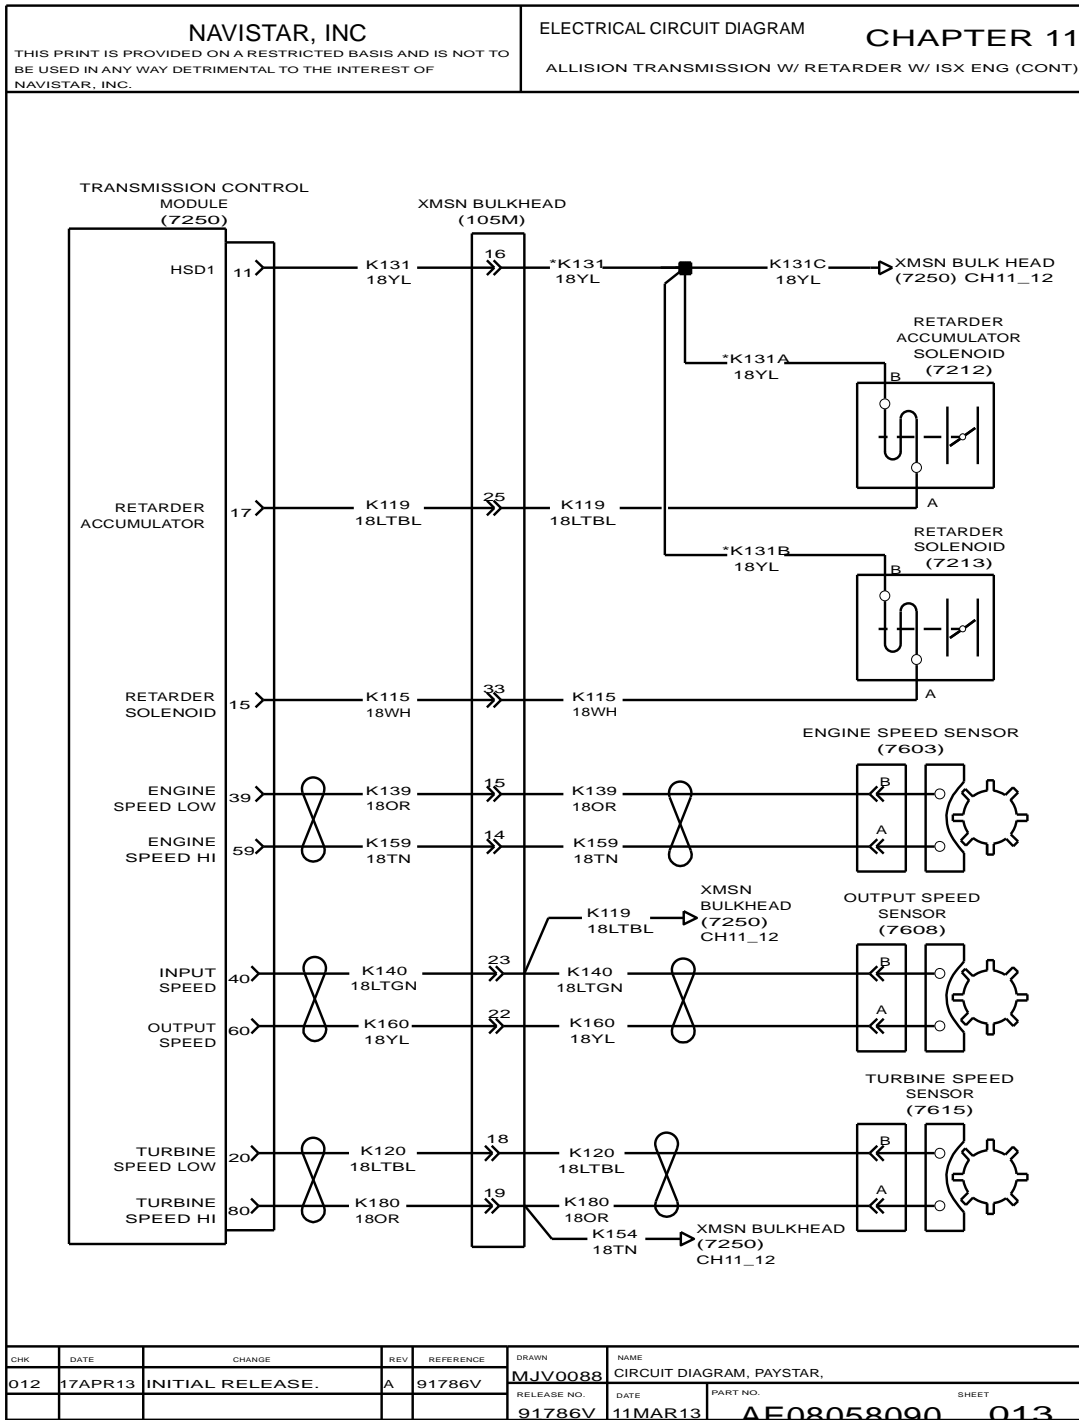 NAVISTAR, INC
THIS PRINT IS PROVIDED ON A RESTRICTED BASIS AND IS NOT TO
BE USED IN ANY WAY DETRIMENTAL TO THE INTEREST OF
NAVISTAR, INC.
ELECTRICAL CIRCUIT DIAGRAM
CHAPTER 11
ALLISION TRANSMISSION W/ RETARDER W/ ISX ENG (CONT)
TRANSMISSION CONTROL
MODULE
(7250)
XMSN BULKHEAD
(105M)
HSD1
11
K131
18YL
16
*K131
18YL
K131C
18YL
XMSN BULK HEAD
(7250) CH11_12
RETARDER
ACCUMULATOR
SOLENOID
(7212)
*K131A
18YL
B
A
RETARDER
ACCUMULATOR
17
K119
18LTBL
25
K119
18LTBL
RETARDER
SOLENOID
(7213)
*K131B
18YL
B
A
RETARDER
SOLENOID
15
K115
18WH
33
K115
18WH
ENGINE SPEED SENSOR
(7603)
ENGINE
SPEED LOW
39
K139
18OR
15
K139
18OR
B
ENGINE
SPEED HI
59
K159
18TN
14
K159
18TN
A
XMSN
BULKHEAD
(7250)
CH11_12
K119
18LTBL
OUTPUT SPEED
SENSOR
(7608)
INPUT
SPEED
40
K140
18LTGN
23
K140
18LTGN
B
OUTPUT
SPEED
60
K160
18YL
22
K160
18YL
A
TURBINE SPEED
SENSOR
(7615)
TURBINE
SPEED LOW
20
K120
18LTBL
18
K120
18LTBL
B
TURBINE
SPEED HI
80
K180
18OR
19
K180
18OR
A
K154
18TN
XMSN BULKHEAD
(7250)
CH11_12
CHK
DATE
CHANGE
REV
REFERENCE
DRAWN
NAME
012
17APR13
INITIAL RELEASE.
A
91786V
MJV0088
CIRCUIT DIAGRAM, PAYSTAR,
RELEASE NO.
DATE
PART NO.
SHEET
91786V
11MAR13
AE08058090
013